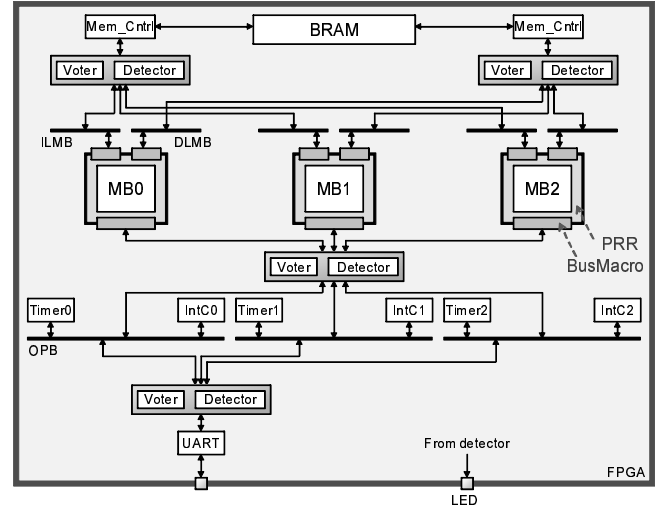 Mem_Cntrl
BRAM
Mem_Cntrl
Voter
Detector
Voter
Detector
ILMB
DLMB
MB0
MB1
MB2
PRR
BusMacro
Voter
Detector
Timer0
IntC0
Timer1
IntC1
Timer2
IntC2
OPB
Voter
Detector
UART
From detector
FPGA
LED